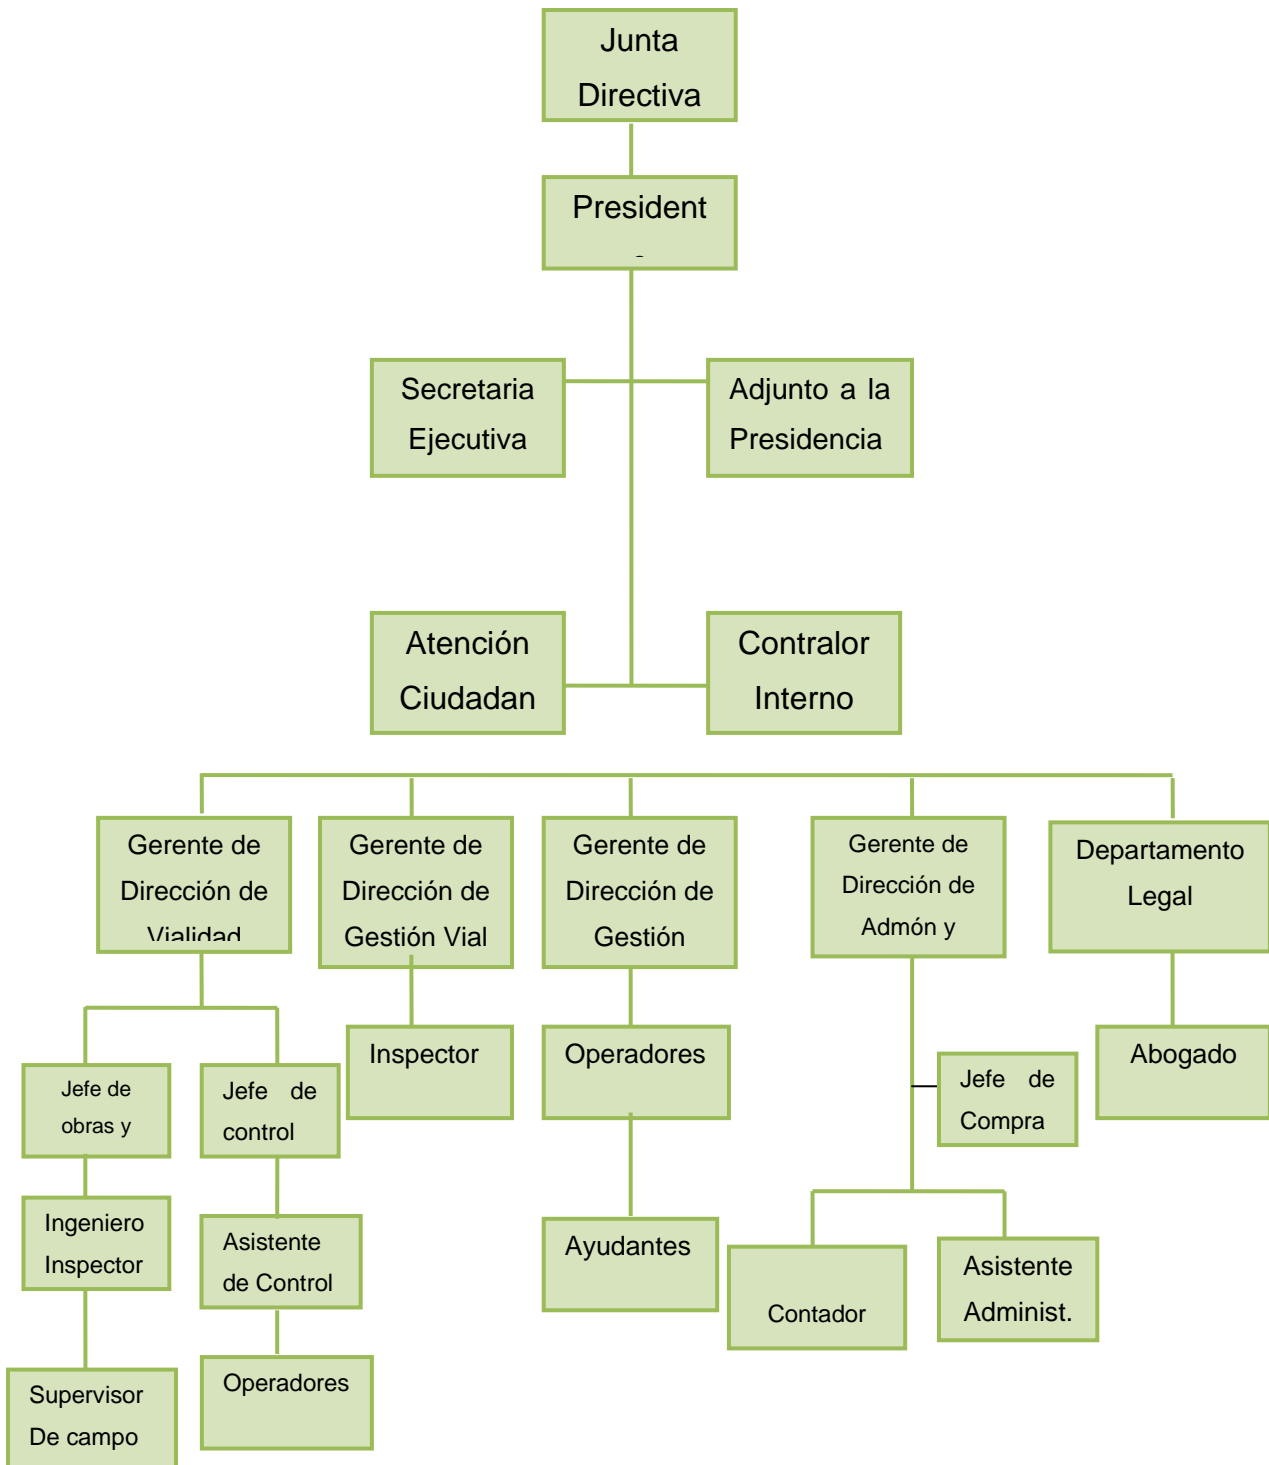 Junta
Directiva
President
Secretaria
Ejecutiva
Adjunto a la
Presidencia
Atención
Ciudadan
Contralor
Interno
Gerente de
Dirección de
Vialidad
Gerente de
Dirección de
Gestión Vial
Gerente de
Dirección de
Gestión
Gerente de
Dirección de
Admón y
Departamento
Legal
Jefe de
obras y
Jefe de
control
Inspector
Operadores
Jefe de
Compra
Abogado
Ingeniero
Inspector
Asistente
de Control
Ayudantes
Contador
Asistente
Administ.
Supervisor
De campo
Operadores